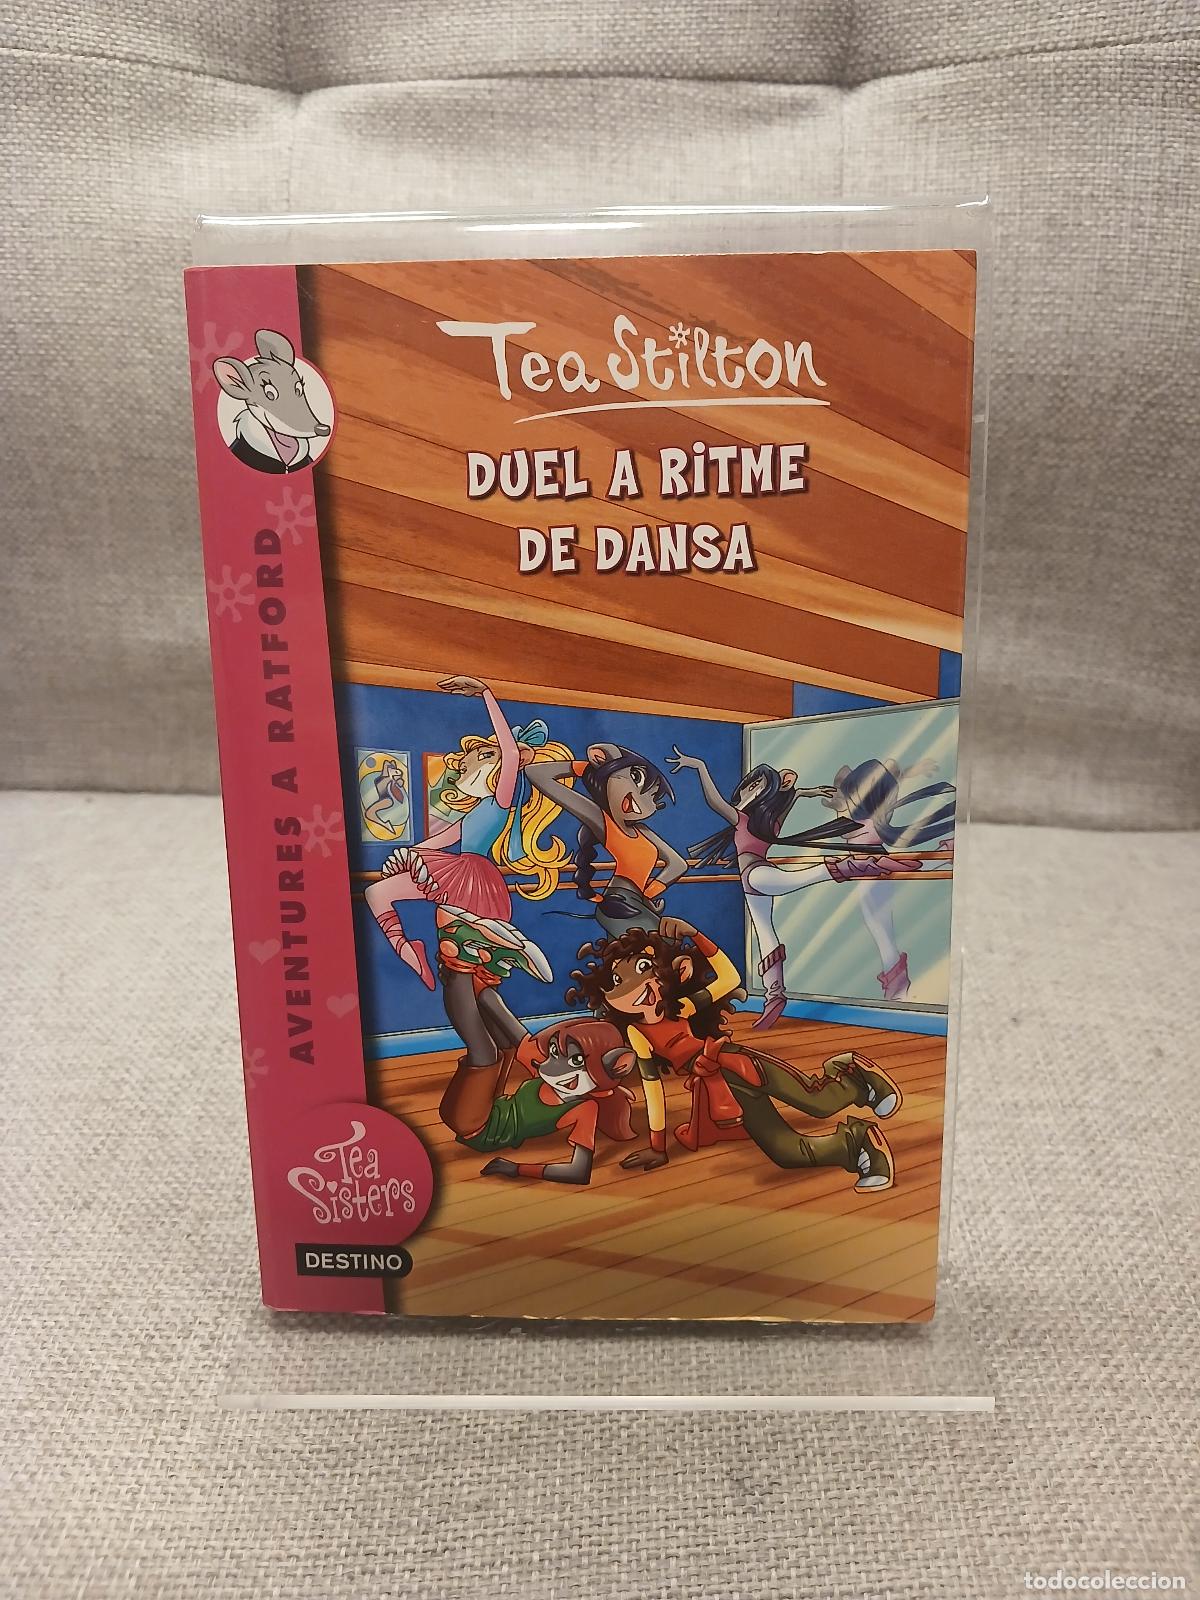 Tea Stilton
DUEL A RITME
DE DANSA
AVENTURES A RATFORD
Tea
Sisters
DESTINO
todocoleccion